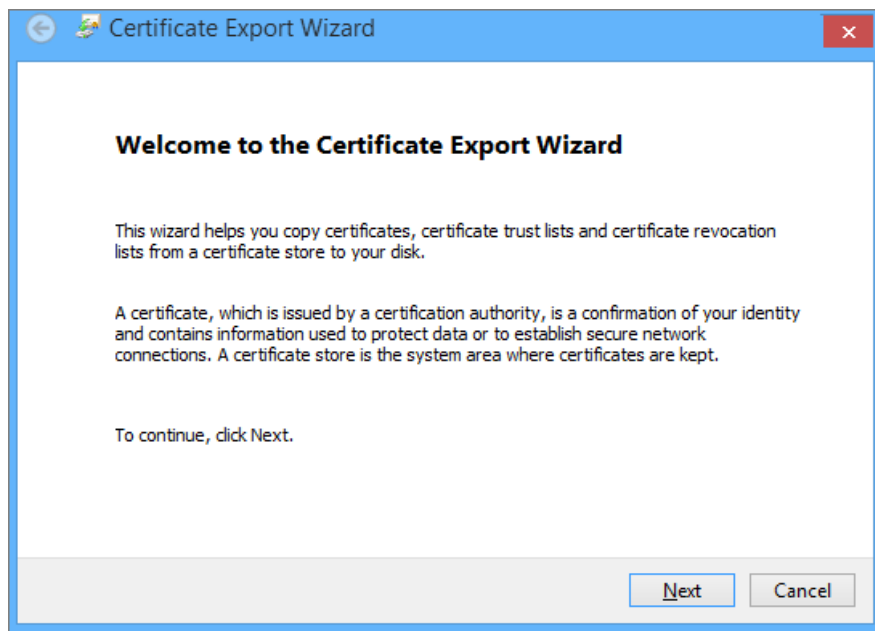 Certificate Export Wizard
Welcome to the Certificate Export Wizard
This wizard helps you copy certificates, certificate trust lists and certificate revocation
lists from a certificate store to your disk.
A certificate, which is issued by a certification authority, is a confirmation of your identity
and contains information used to protect data or to establish secure network
connections. A certificate store is the system area where certificates are kept.
To continue, click Next.
Next Cancel